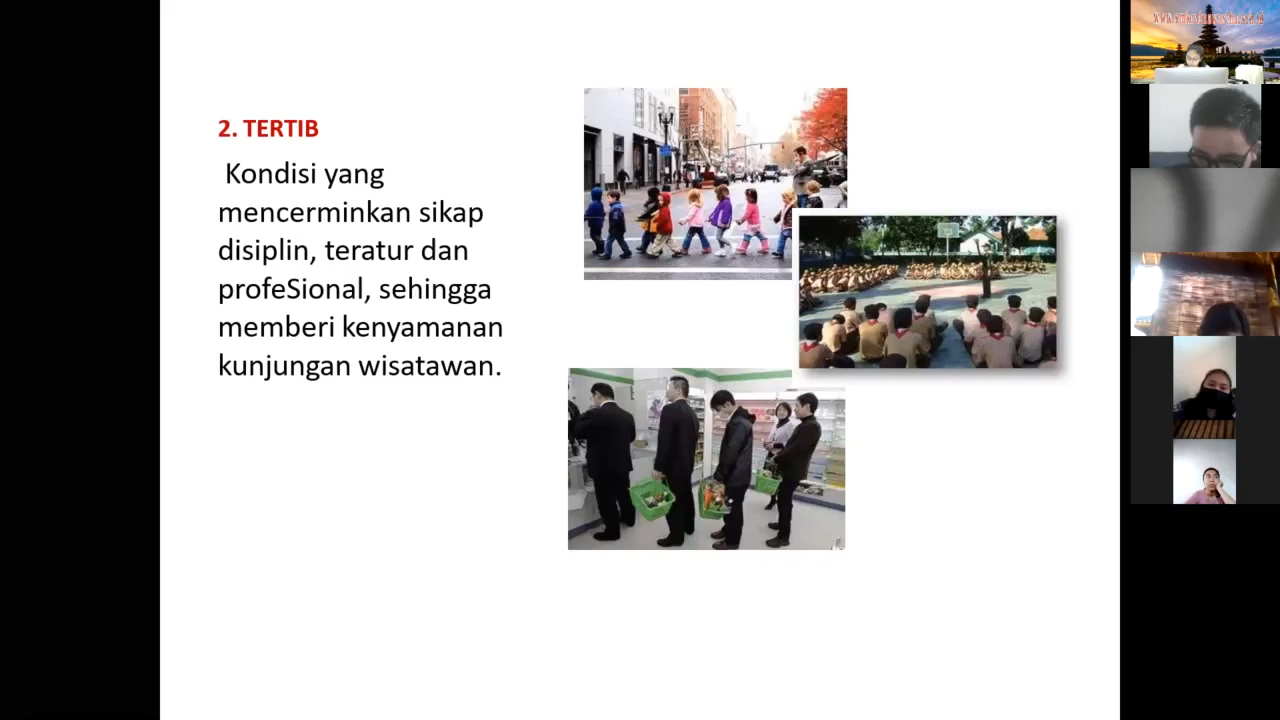 2. TERTIB
Kondisi yang
mencerminkan sikap
disiplin, teratur dan
profeSional, sehingga
memberi kenyamanan
kunjungan wisatawan.